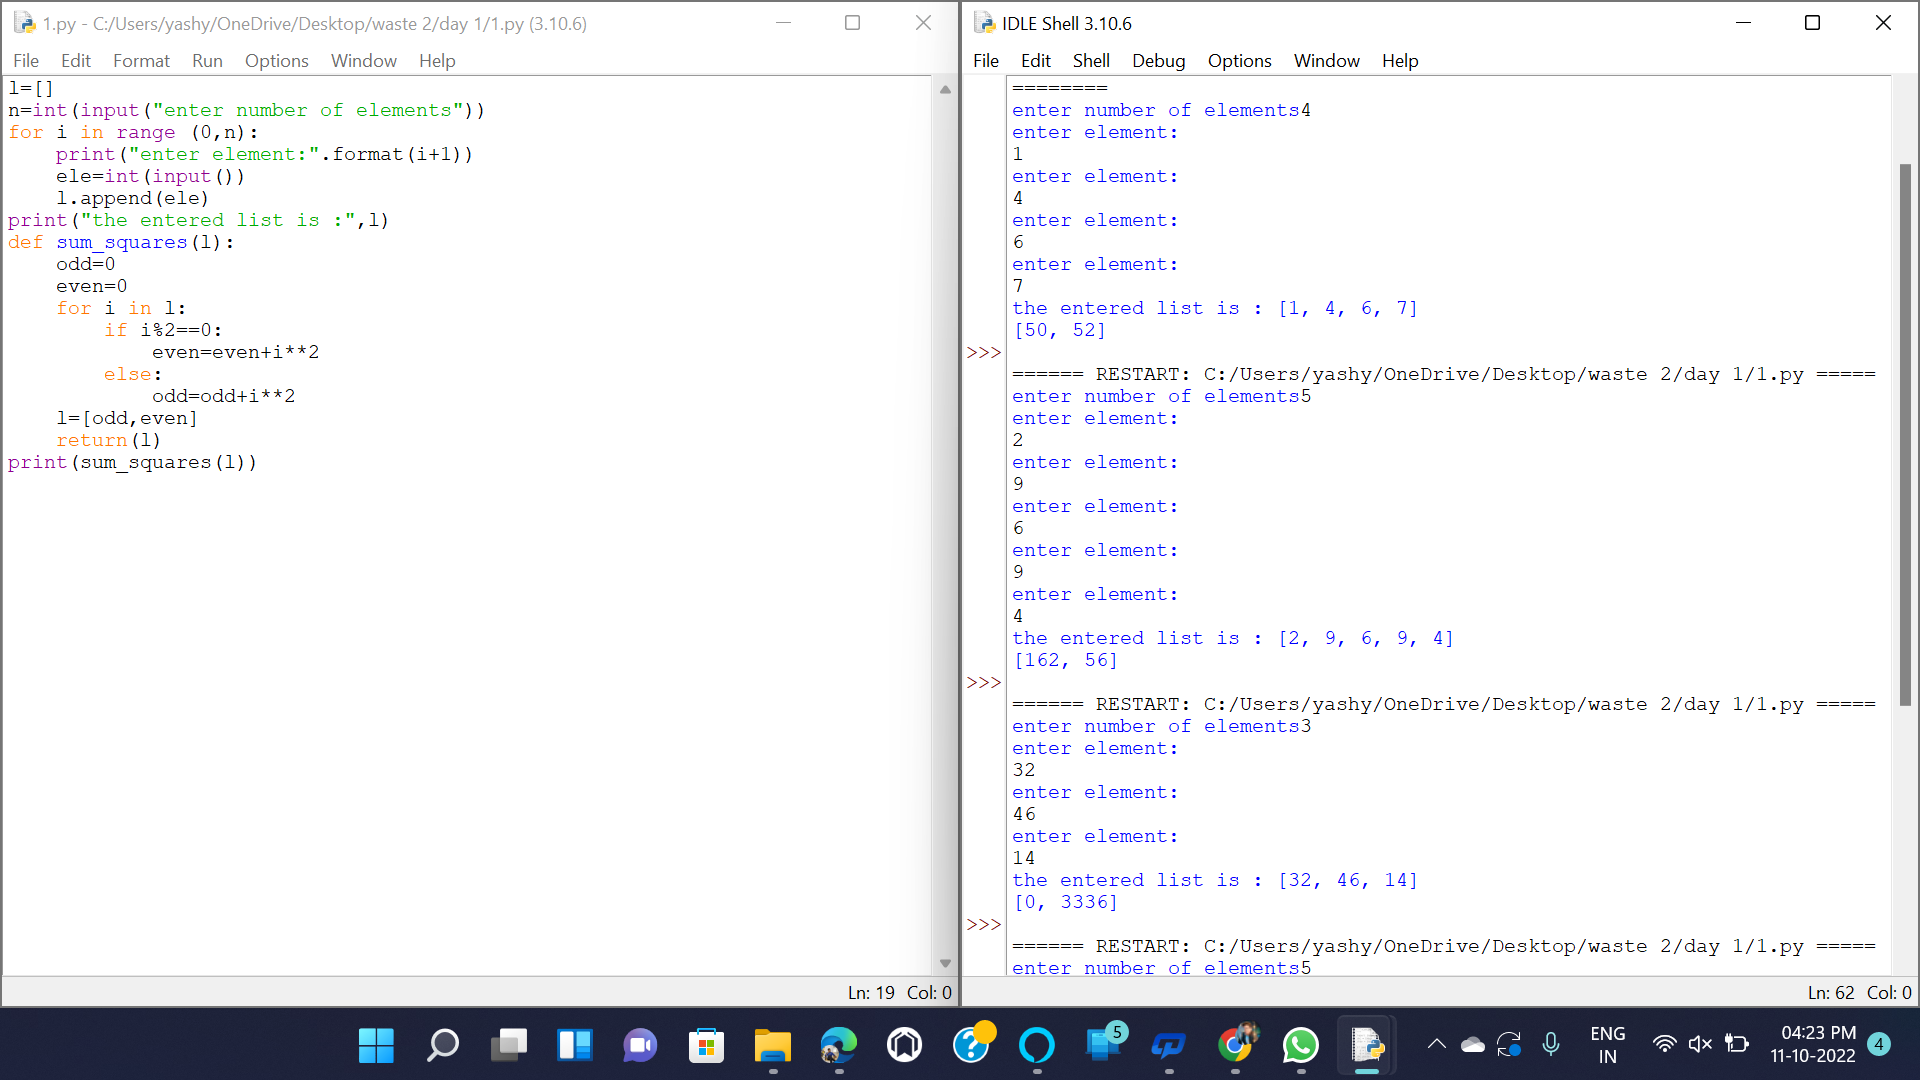 1.py - C:/Users/yashy/OneDrive/Desktop/waste 2/day 1/1.py (3.10.6)
File Edit Format Run Options Window Help
l=[]
n=int(input("enter number of elements"))
for i in range (0,n):
    print("enter element:".format(i+1))
    ele=int(input())
    l.append(ele)
print("the entered list is :",l)
def sum_squares(l):
    odd=0
    even=0
    for i in l:
        if i%2==0:
            even=even+i**2
        else:
            odd=odd+i**2
    l=[odd,even]
    return(l)
print(sum_squares(l))
Ln: 19 Col: 0
IDLE Shell 3.10.6
File Edit Shell Debug Options Window Help
========
enter number of elements4
enter element:
1
enter element:
4
enter element:
6
enter element:
7
the entered list is : [1, 4, 6, 7]
[50, 52]
>>>
====== RESTART: C:/Users/yashy/OneDrive/Desktop/waste 2/day 1/1.py =====
enter number of elements5
enter element:
2
enter element:
9
enter element:
6
enter element:
9
enter element:
4
the entered list is : [2, 9, 6, 9, 4]
[162, 56]
>>>
====== RESTART: C:/Users/yashy/OneDrive/Desktop/waste 2/day 1/1.py =====
enter number of elements3
enter element:
32
enter element:
46
enter element:
14
the entered list is : [32, 46, 14]
[0, 3336]
>>>
====== RESTART: C:/Users/yashy/OneDrive/Desktop/waste 2/day 1/1.py =====
enter number of elements5
Ln: 62 Col: 0
5
ENG
IN
04:23 PM
11-10-2022
4